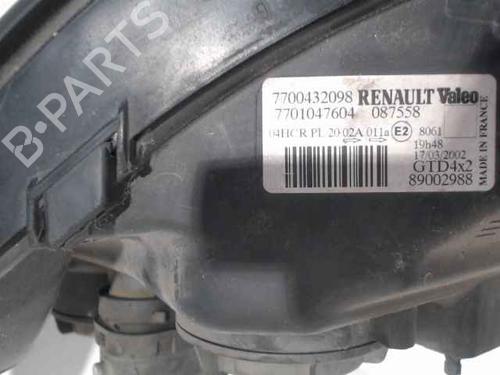 B-PARTS
7700432098 RENAULT Valeo
7701047604 087558
04HCR PL 20 02A 011a E2 8061
19h48
17/03/2002
GTD4x2
89002988
MADE IN FRANCE